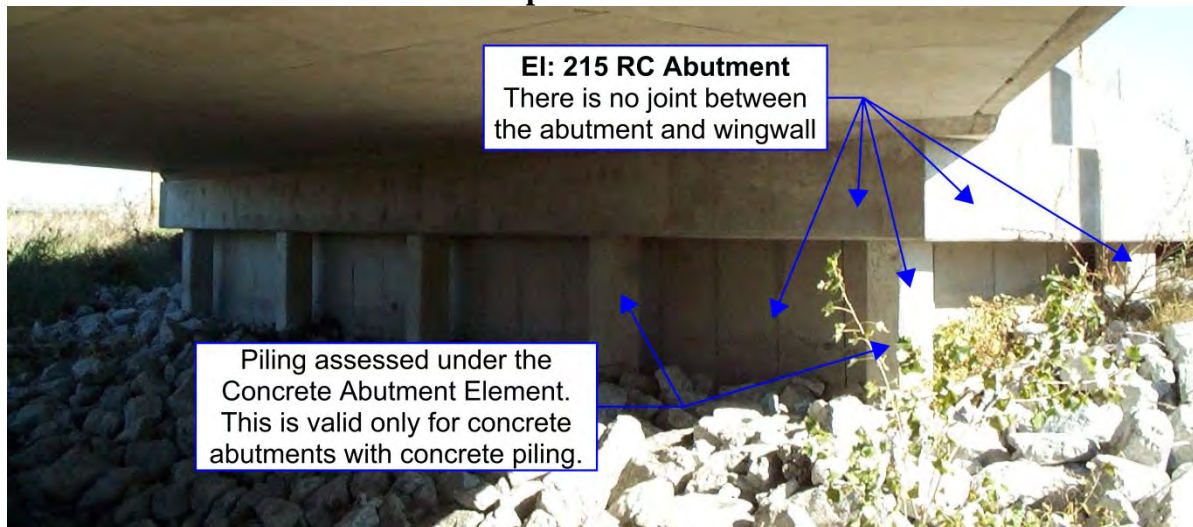 El: 215 RC Abutment
There is no joint between
the abutment and wingwall
Piling assessed under the
Concrete Abutment Element.
This is valid only for concrete
abutments with concrete piling.